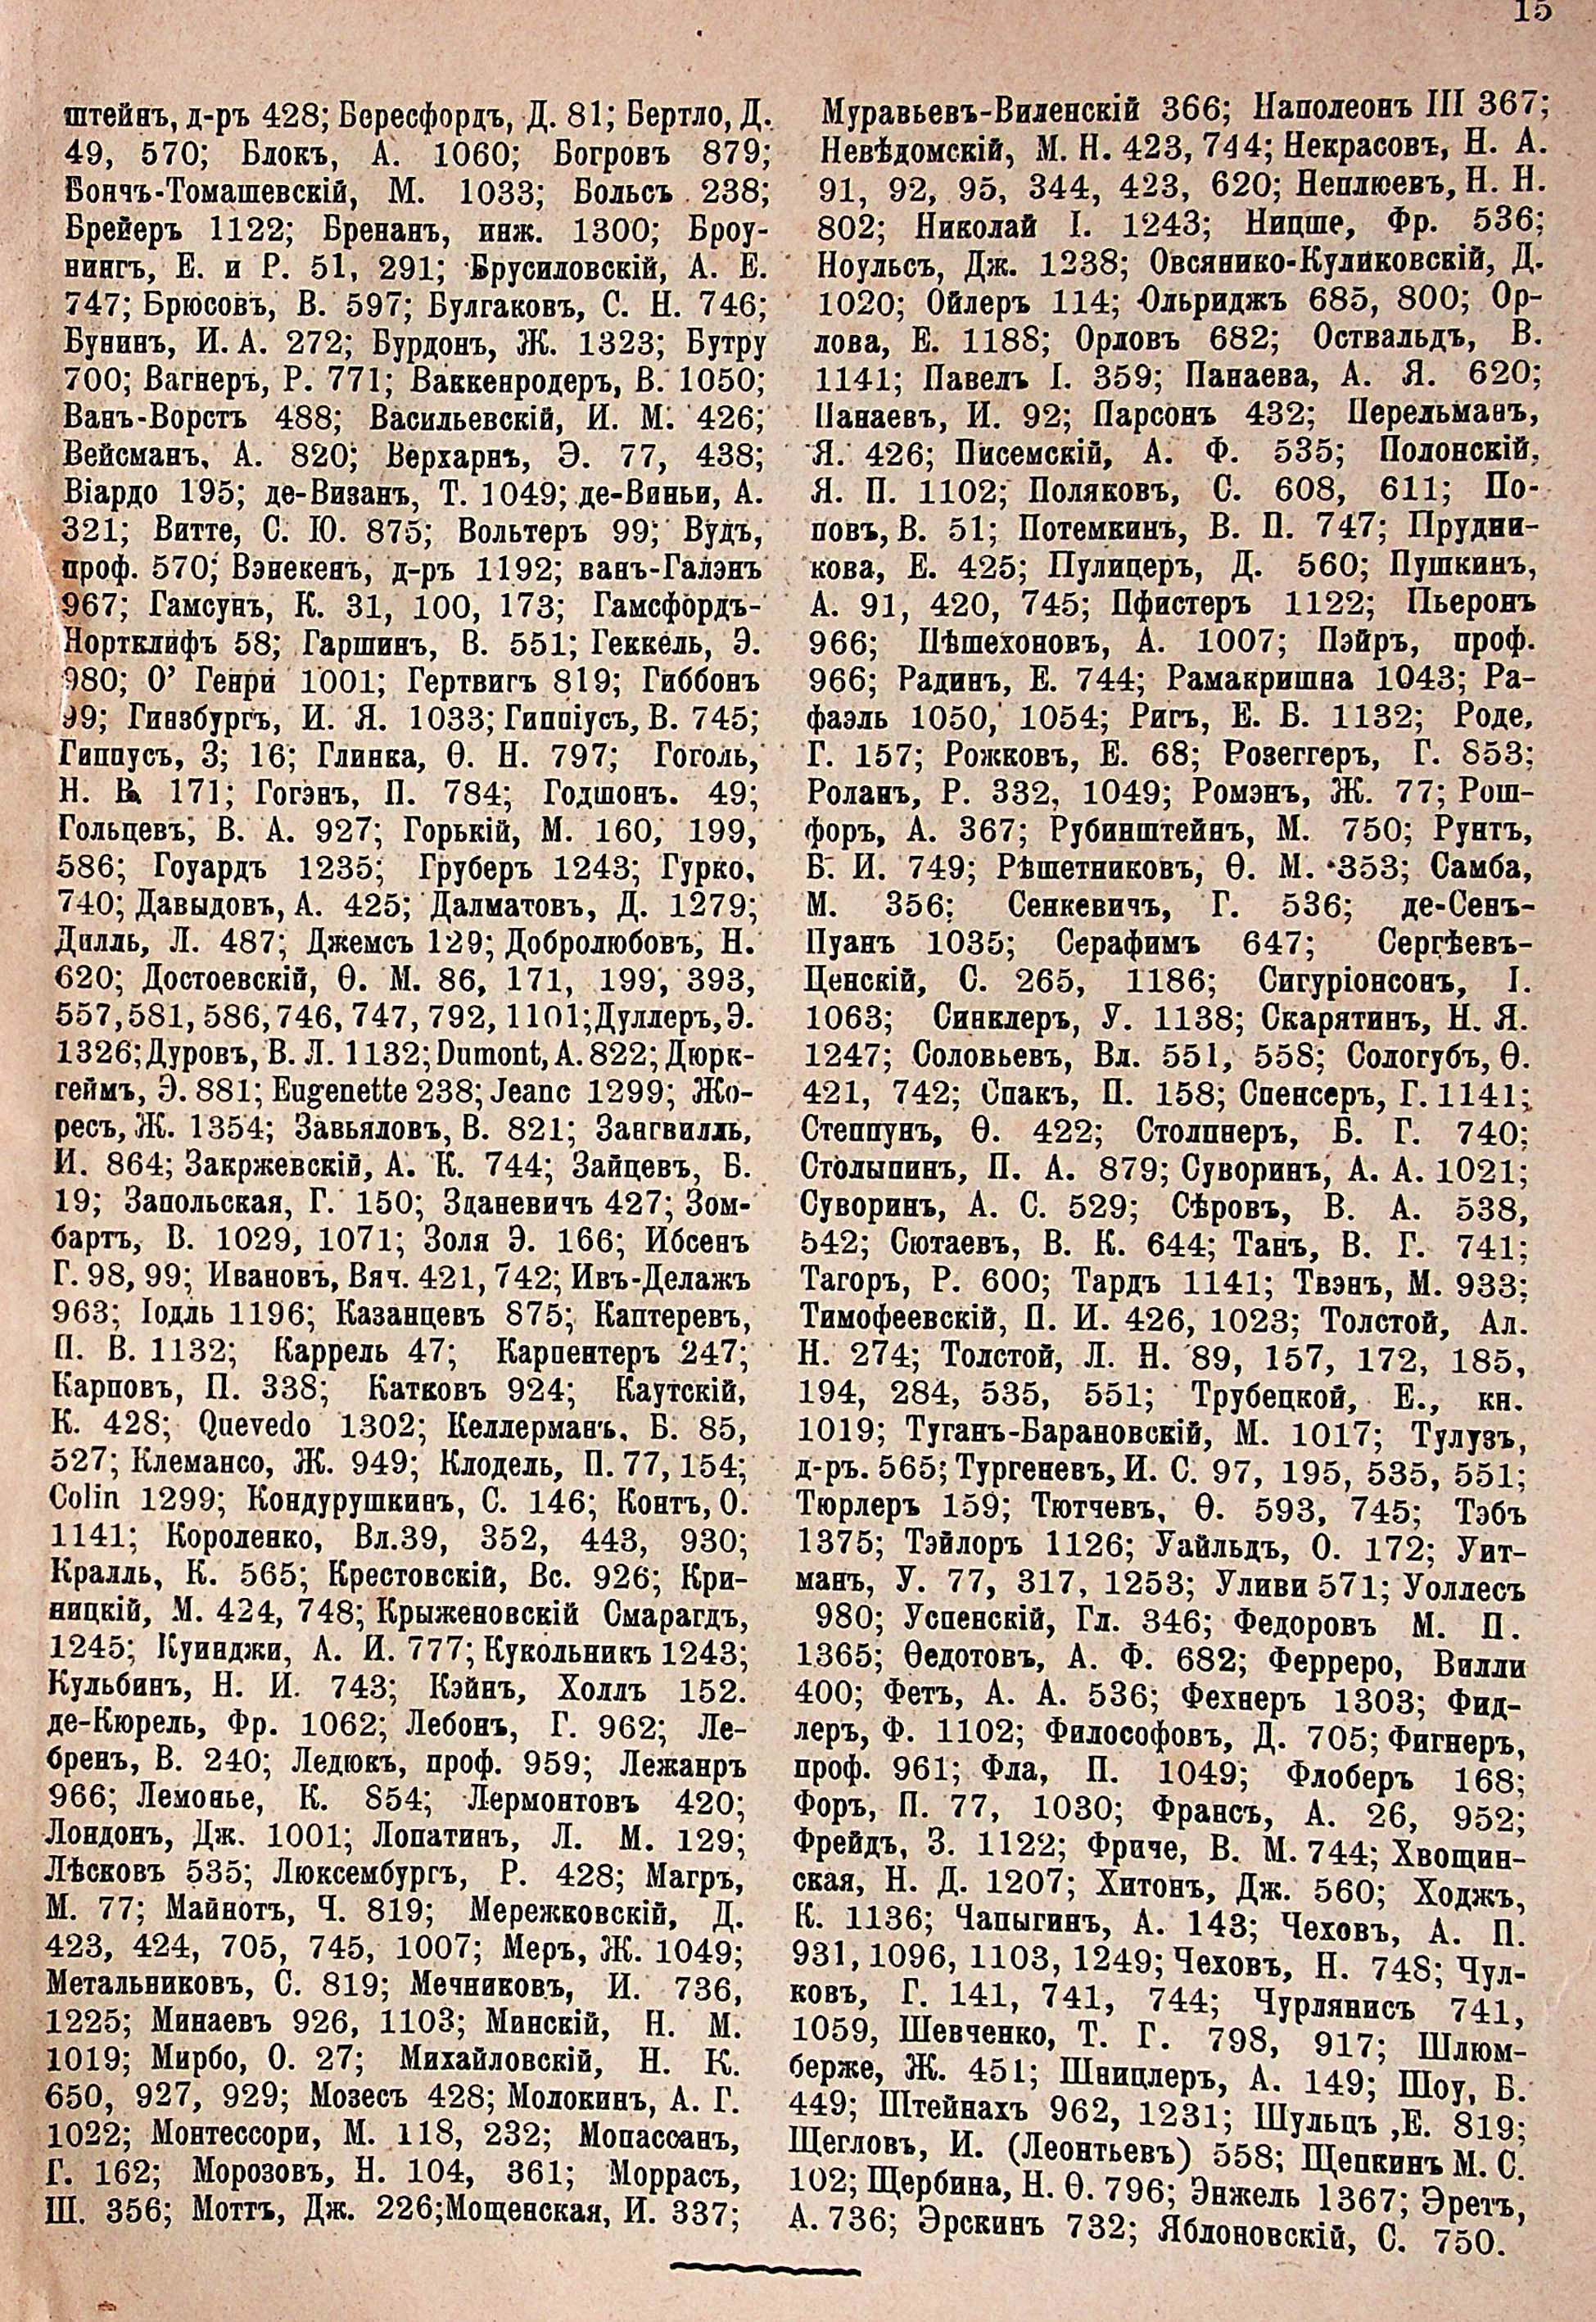 15
штейнъ, д-ръ 428; Бересфордъ, Д. 81; Бертло, Д.
49, 570; Блокъ, А. 1060; Богровъ 879;
Бончъ-Томашевскій, М. 1033; Больсъ 238;
Брейеръ 1122; Бренанъ, инж. 1300; Броу-
нингъ, Е. и Р. 51, 291; Брусиловскій, А. Е.
747; Брюсовъ, В. 597; Булгаковъ, С. Н. 746;
Бунинъ, И. А. 272; Бурдонъ, Ж. 1323; Бутру
700; Вагнеръ, Р. 771; Ваккенродеръ, В. 1050;
Ванъ-Ворстъ 488; Васильевскій, И. М. 426;
Вейсманъ, А. 820; Верхарнъ, Э. 77, 438;
Віардо 195; де-Визанъ, Т. 1049; де-Виньи, А.
321; Витте, С. Ю. 875; Вольтеръ 99; Вудъ,
проф. 570; Вэнекенъ, д-ръ 1192; ванъ-Галэнъ
967; Гамсунъ, К. 31, 100, 173; Гамсфордъ-
Нортклифъ 58; Гаршинъ, В. 551; Геккель, Э.
980; О’ Генри 1001; Гертвигъ 819; Гиббонъ
99; Гинзбургъ, И. Я. 1033; Гиппіусъ, В. 745;
Гиппусъ, З; 16; Глинка, Ѳ. Н. 797; Гоголь,
Н. В. 171; Гогэнъ, П. 784; Годшонъ. 49;
Гольцевъ, В. А. 927; Горькій, М. 160, 199,
586; Гоуардъ 1235; Груберъ 1243; Гурко,
740; Давыдовъ, А. 425; Далматовъ, Д. 1279;
Дилль, Л. 487; Джемсъ 129; Добролюбовъ, Н.
620; Достоевскій, Ѳ. М. 86, 171, 199, 393,
557, 581, 586, 746, 747, 792, 1101; Дуллеръ, Э.
1326; Дуровъ, В. Л. 1132; Dumont, А. 822; Дюрк-
геймъ, Э. 881; Eugenette 238; Jeanc 1299; Жо-
ресъ, Ж. 1354; Завьяловъ, В. 821; Зангвилль,
И. 864; Закржевскій, А. К. 744; Зайцевъ, Б.
19; Запольская, Г. 150; Зданевичъ 427; Зом-
бартъ, В. 1029, 1071; Золя Э. 166; Ибсенъ
Г. 98, 99; Ивановъ, Вяч. 421, 742; Ивъ-Делажъ
963; Іодль 1196; Казанцевъ 875; Каптеревъ,
П. В. 1132; Каррель 47; Карпентеръ 247;
Карповъ, П. 338; Катковъ 924; Каутскій,
К. 428; Quevedo 1302; Келлерманъ, Б. 85,
527; Клемансо, Ж. 949; Клодель, П. 77, 154;
Colin 1299; Кондурушкинъ, С. 146; Контъ, О.
1141; Короленко, Вл.39, 352, 443, 930;
Кралль, К. 565; Крестовскій, Вс. 926; Кри-
ницкій, М. 424, 748; Крыженовскій Смарагдъ,
1245; Куинджи, А. И. 777; Кукольникъ 1243;
Кульбинъ, Н. И. 743; Кэйнъ, Холлъ 152.
де-Кюрель, Фр. 1062; Лебонъ, Г. 962; Ле-
бренъ, В. 240; Ледюкъ, проф. 959; Лежанръ
966; Лемонье, К. 854; Лермонтовъ 420;
Лондонъ, Дж. 1001; Лопатинъ, Л. М. 129;
Лѣсковъ 535; Люксембургъ, Р. 428; Магръ,
М. 77; Майнотъ, Ч. 819; Мережковскій, Д.
423, 424, 705, 745, 1007; Меръ, Ж. 1049;
Метальниковъ, С. 819; Мечниковъ, И. 736,
1225; Минаевъ 926, 1103; Минскій, Н. М.
1019; Мирбо, О. 27; Михайловскій, Н. К.
650, 927, 929; Мозесъ 428; Молокинъ, А. Г.
1022; Монтессори, М. 118, 232; Мопассанъ,
Г. 162; Морозовъ, Н. 104, 361; Моррасъ,
Ш. 356; Моттъ, Дж. 226;Мощенская, И. 337;
Муравьевъ-Виленскій 366; Наполеонъ III 367;
Невѣдомскій, М. Н. 423, 744; Некрасовъ, Н. А.
91, 92, 95, 344, 423, 620; Неплюевъ, Н. Н.
802; Николай I. 1243; Ницше, Фр. 536;
Ноульсъ, Дж. 1238; Овсянико-Куликовскій, Д.
1020; Ойлеръ 114; Ольриджъ 685, 800; Ор-
лова, Е. 1188; Орловъ 682; Оствальдъ, В.
1141; Павелъ I. 359; Панаева, А. Я. 620;
Панаевъ, И. 92; Парсонъ 432; Перельманъ,
Я. 426; Писемскій, А. Ф. 535; Полонскій,
Я. П. 1102; Поляковъ, С. 608, 611; По-
повъ, В. 51; Потемкинъ, В. П. 747; Прудни-
кова, Е. 425; Пулицеръ, Д. 560; Пушкинъ,
А. 91, 420, 745; Пфистеръ 1122; Пьеронъ
966; Пѣшехоновъ, А. 1007; Пэйръ, проф.
966; Радинъ, Е. 744; Рамакришна 1043; Ра-
фаэль 1050, 1054; Ригъ, Е. Б. 1132; Роде,
Г. 157; Рожковъ, Е. 68; Розеггеръ, Г. 853;
Роланъ, Р. 332, 1049; Ромэнъ, Ж. 77; Рош-
форъ, А. 367; Рубинштейнъ, М. 750; Рунтъ,
Б. И. 749; Рѣшетниковъ, Ѳ. М. 353; Самба,
М. 356; Сенкевичъ, Г. 536; де-Сенъ-
Пуанъ 1035; Серафимъ 647; Сергѣевъ-
Ценскій, С. 265, 1186; Сигуріонсонъ, І.
1063; Синклеръ, У. 1138; Скарятинъ, Н. Я.
1247; Соловьевъ, Вл. 551, 558; Сологубъ, Ѳ.
421, 742; Спакъ, П. 158; Спенсеръ, Г. 1141;
Степпунъ, Ѳ. 422; Столпнеръ, Б. Г. 740;
Столыпинъ, П. А. 879; Суворинъ, А. А. 1021;
Суворинъ, А. С. 529; Сѣровъ, В. А. 538,
542; Сютаевъ, В. К. 644; Танъ, В. Г. 741;
Тагоръ, Р. 600; Тардъ 1141; Твэнъ, М. 933;
Тимофеевскій, П. И. 426, 1023; Толстой, Ал.
Н. 274; Толстой, Л. Н. 89, 157, 172, 185,
194, 284, 535, 551; Трубецкой, Е., кн.
1019; Туганъ-Барановскій, М. 1017; Тулузъ,
д-ръ. 565; Тургеневъ, И. С. 97, 195, 535, 551;
Тюрлеръ 159; Тютчевъ, Ѳ. 593, 745; Тэбъ
1375; Тэйлоръ 1126; Уайльдъ, О. 172; Уит-
манъ, У. 77, 317, 1253; Уливи 571; Уоллесъ
980; Успенскій, Гл. 346; Федоровъ М. П.
1365; Ѳедотовъ, А. Ф. 682; Ферреро, Вилли
400; Фетъ, А. А. 536; Фехнеръ 1303; Фид-
леръ, Ф. 1102; Философовъ, Д. 705; Фигнеръ,
проф. 961; Фла, П. 1049; Флоберъ 168;
Форъ, П. 77, 1030; Франсъ, А. 26, 952;
Фрейдъ, З. 1122; Фриче, В. М. 744; Хвощин-
ская, Н. Д. 1207; Хитонъ, Дж. 560; Ходжъ,
К. 1136; Чапыгинъ, А. 143; Чеховъ, А. П.
931, 1096, 1103, 1249; Чеховъ, Н. 748; Чул-
ковъ, Г. 141, 741, 744; Чурлянисъ 741,
1059, Шевченко, Т. Г. 798, 917; Шлюм-
берже, Ж. 451; Шницлеръ, А. 149; Шоу, Б.
449; Штейнахъ 962, 1231; Шульцъ ,Е. 819;
Щегловъ, И. (Леонтьевъ) 558; Щепкинъ М. С.
102; Щербина, Н. Ѳ. 796; Энжель 1367; Эретъ,
А. 736; Эрскинъ 732; Яблоновскій, С. 750.